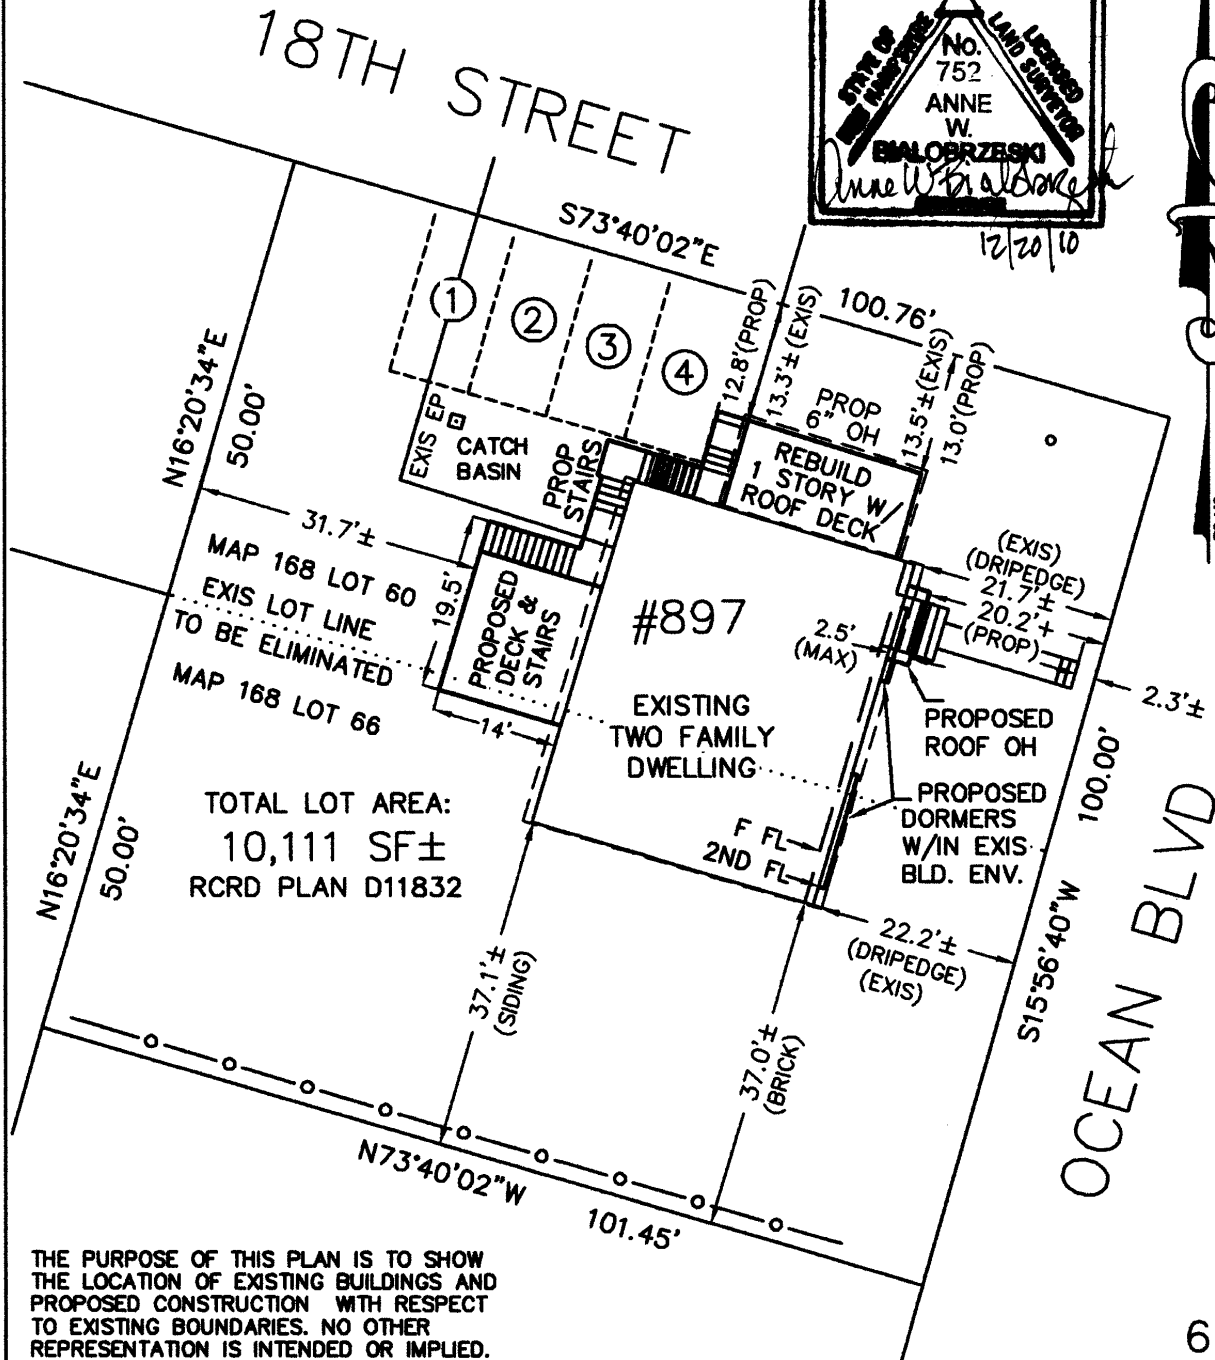 18TH STREET
STATE OF
NEW HAMPSHIRE
LICENSED
LAND SURVEYOR
No.
752
ANNE
W.
BIALOBRZESKI
Anne W Bialobrzeski
12/20/10
S73°40'02"E
100.76'
1
2
3
4
12.8'(PROP)
13.3'±(EXIS)
13.5'±(EXIS)
13.0'(PROP)
PROP
6" OH
REBUILD
1 STORY W/
ROOF DECK
N16°20'34"E
50.00'
EXIS EP
CATCH
BASIN
PROP
STAIRS
31.7'±
MAP 168 LOT 60
EXIS LOT LINE
TO BE ELIMINATED
MAP 168 LOT 66
19.5'
PROPOSED
DECK &
STAIRS
14'
#897
2.5'
(MAX)
EXISTING
TWO FAMILY
DWELLING
(EXIS)
(DRIPEDGE)
21.7'±
20.2'+
(PROP)
2.3'±
PROPOSED
ROOF OH
PROPOSED
DORMERS
W/IN EXIS
BLD. ENV.
100.00'
S15°56'40"W
OCEAN BLVD
N16°20'34"E
50.00'
TOTAL LOT AREA:
10,111 SF±
RCRD PLAN D11832
F FL
2ND FL
22.2'±
(DRIPEDGE)
(EXIS)
37.1'±
(SIDING)
37.0'±
(BRICK)
N73°40'02"W
101.45'
THE PURPOSE OF THIS PLAN IS TO SHOW
THE LOCATION OF EXISTING BUILDINGS AND
PROPOSED CONSTRUCTION WITH RESPECT
TO EXISTING BOUNDARIES. NO OTHER
REPRESENTATION IS INTENDED OR IMPLIED.
6